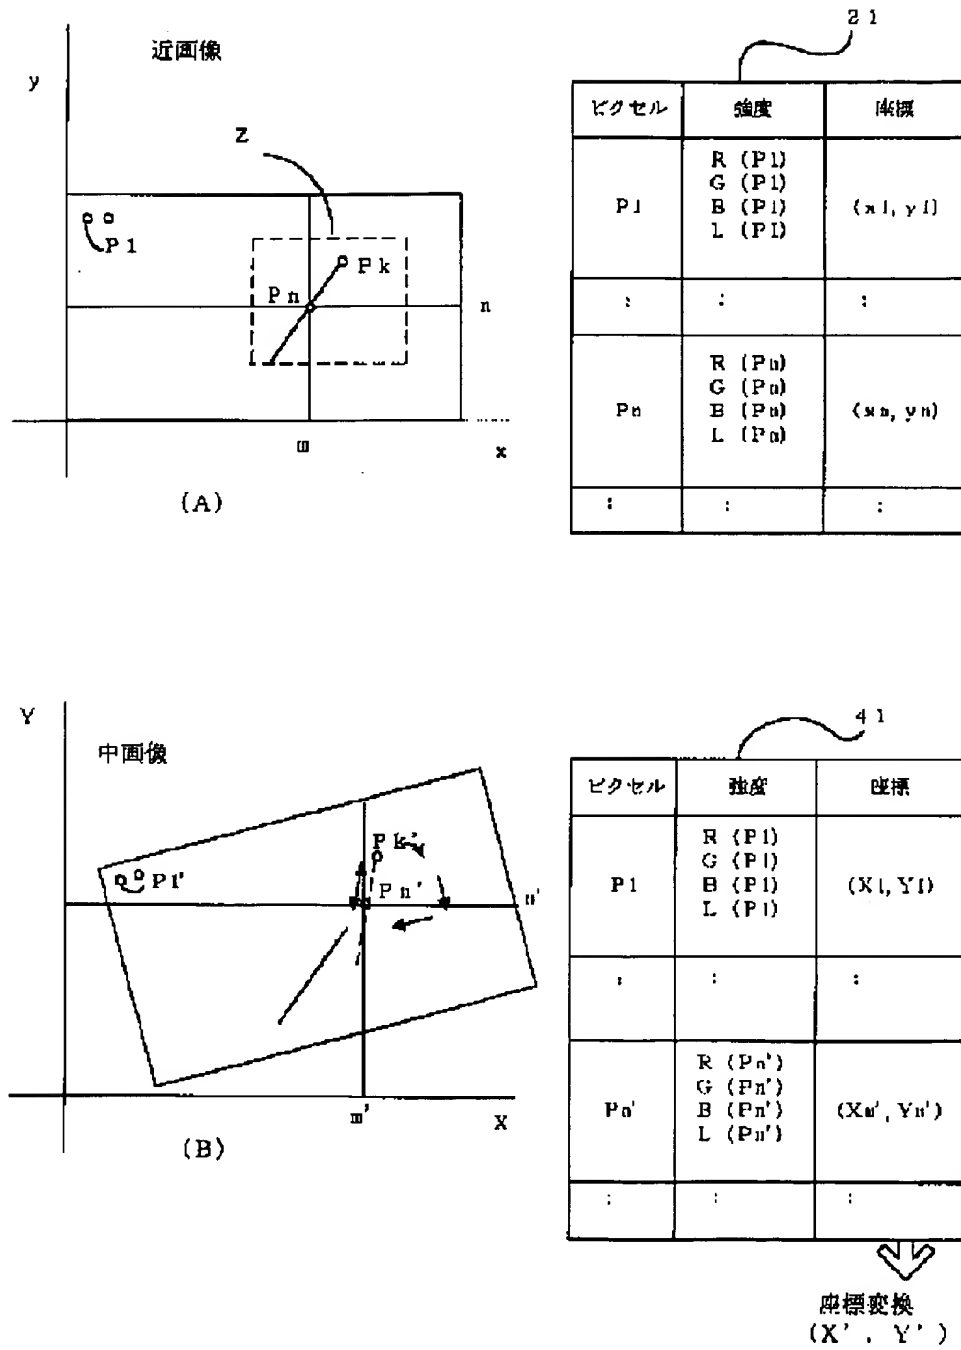 近画像
y
Z
P1
Pk
Pn
n
m
x
(A)
21
ピクセル 強度 座標
R (P1)
G (P1)
B (P1)
L (P1)
P1
(x1, y1)
: : :
R (Pn)
G (Pn)
B (Pn)
L (Pn)
Pn
(xn, yn)
: : :
Y
中画像
P1'
Pk'
Pn'
n'
m'
X
(B)
41
ピクセル 強度 座標
R (P1)
G (P1)
B (P1)
L (P1)
P1
(X1, Y1)
: : :
R (Pn')
G (Pn')
B (Pn')
L (Pn')
Pn'
(Xn', Yn')
: : :
座標変換
(X', Y')